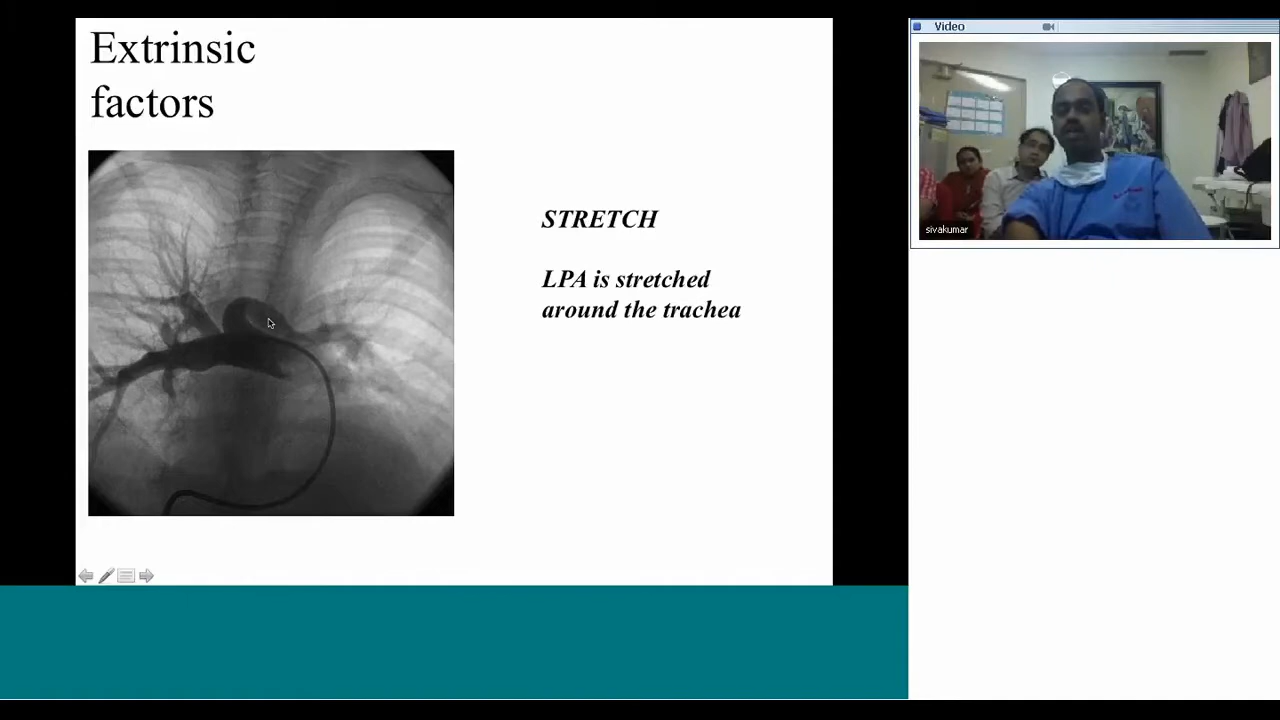 Extrinsic
factors
STRETCH
LPA is stretched
around the trachea
Video
sivakumar